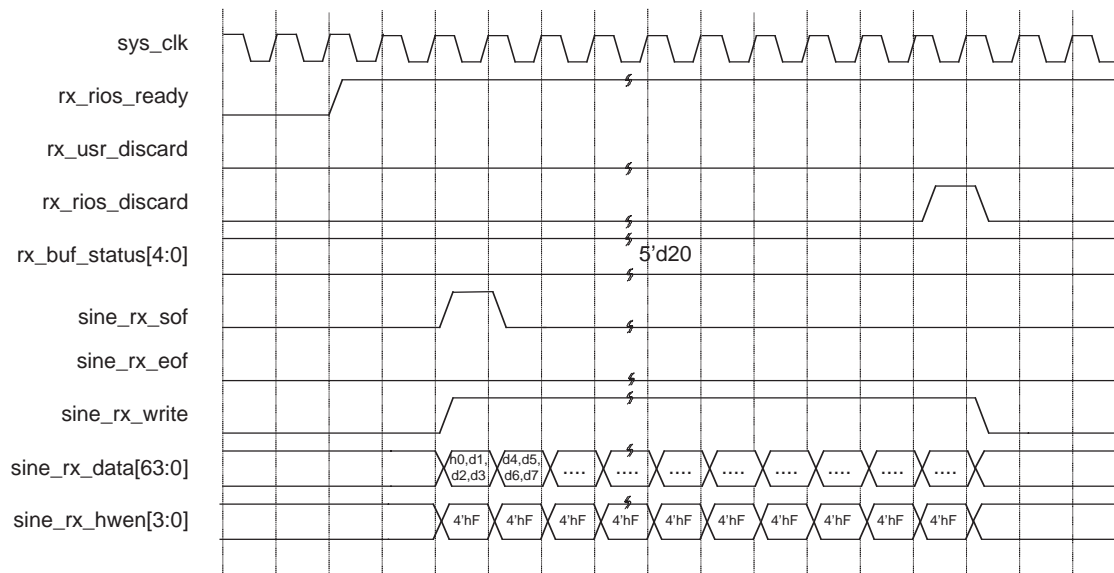 sys_clk
rx_rios_ready
rx_usr_discard
rx_rios_discard
rx_buf_status[4:0]
5'd20
sine_rx_sof
sine_rx_eof
sine_rx_write
sine_rx_data[63:0]
h0,d1, d4,d5, .... .... .... .... .... .... .... ....
d2,d3 d6,d7
sine_rx_hwen[3:0]
4'hF 4'hF 4'hF 4'hF 4'hF 4'hF 4'hF 4'hF 4'hF 4'hF